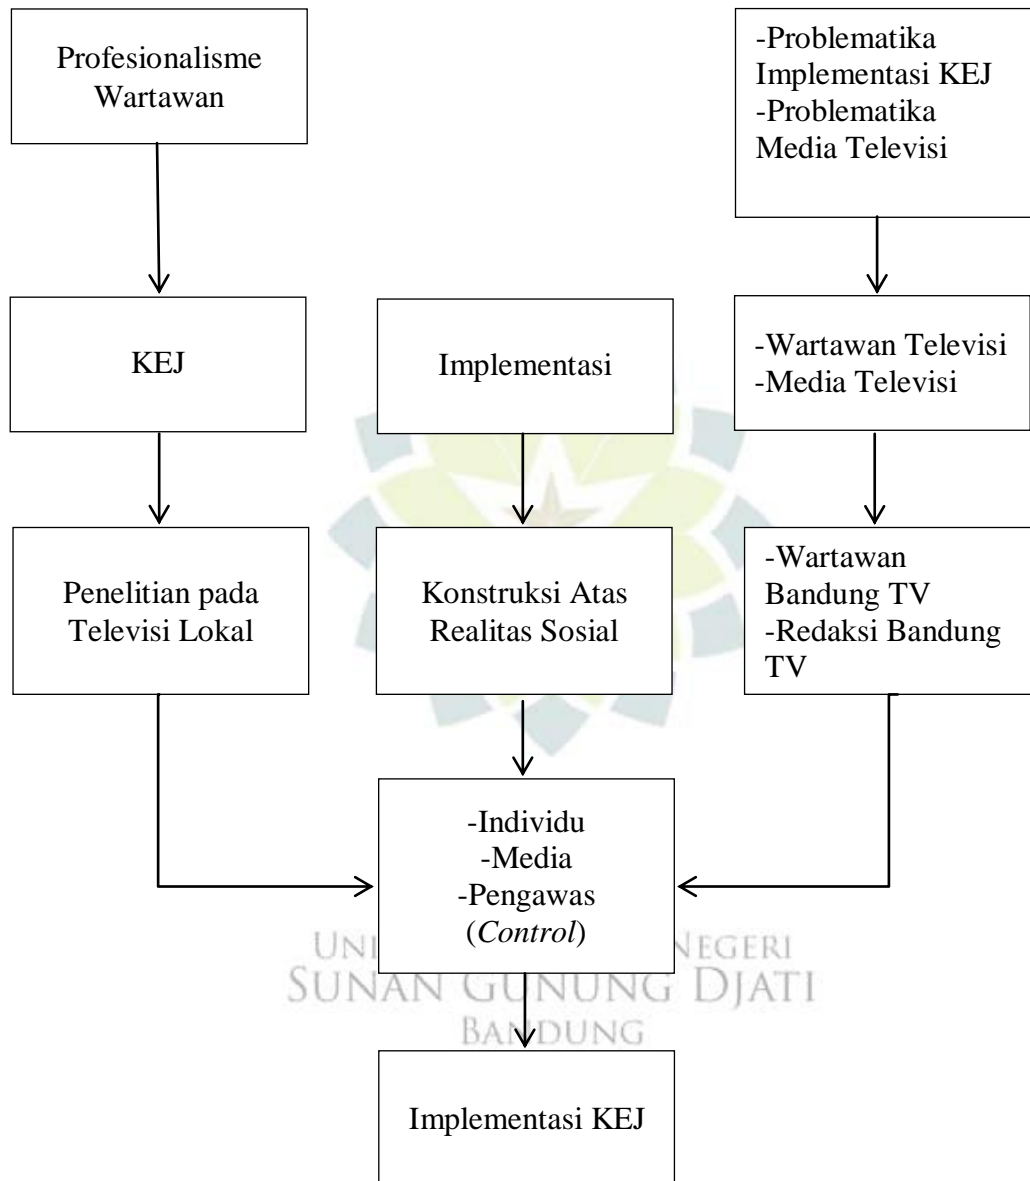 Profesionalisme
Wartawan
-Problematika
Implementasi KEJ
-Problematika
Media Televisi
KEJ
Implementasi
-Wartawan Televisi
-Media Televisi
Penelitian pada
Televisi Lokal
Konstruksi Atas
Realitas Sosial
-Wartawan
Bandung TV
-Redaksi Bandung
TV
-Individu
-Media
-Pengawas
(Control)
NEGERI
SUNAN GUNUNG DJATI
BANDUNG
Implementasi KEJ